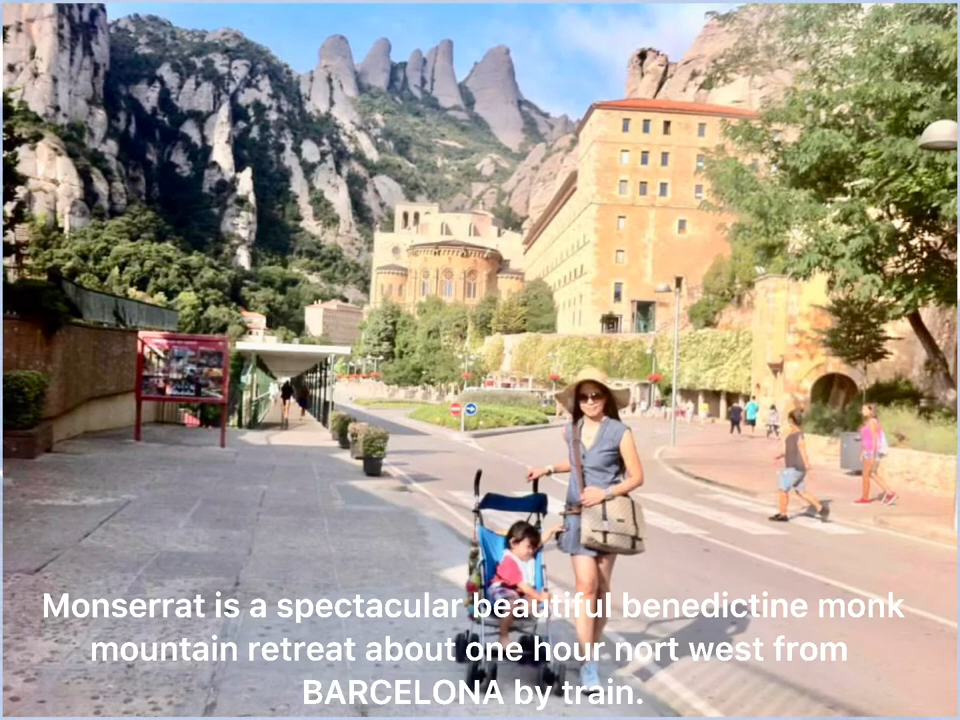 Monserrat is a spectacular beautiful benedictine monk
mountain retreat about one hour nort west from
BARCELONA by train.